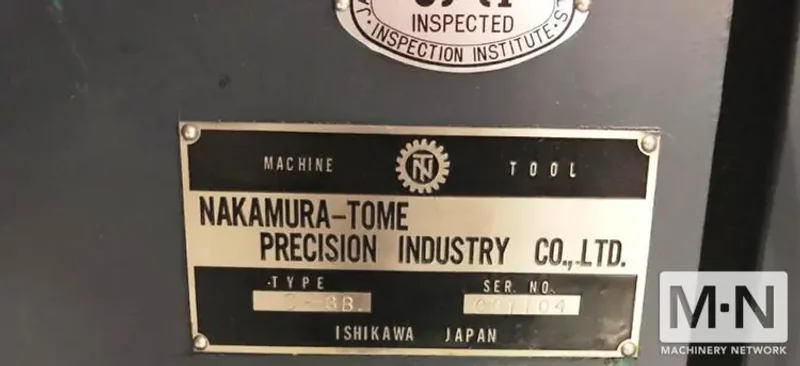 INSPECTED
INSPECTION INSTITUTE
MACHINE TOOL
NAKAMURA-TOME
PRECISION INDUSTRY CO.,LTD.
TYPE SER. NO.
ISHIKAWA JAPAN
M·N
MACHINERY NETWORK